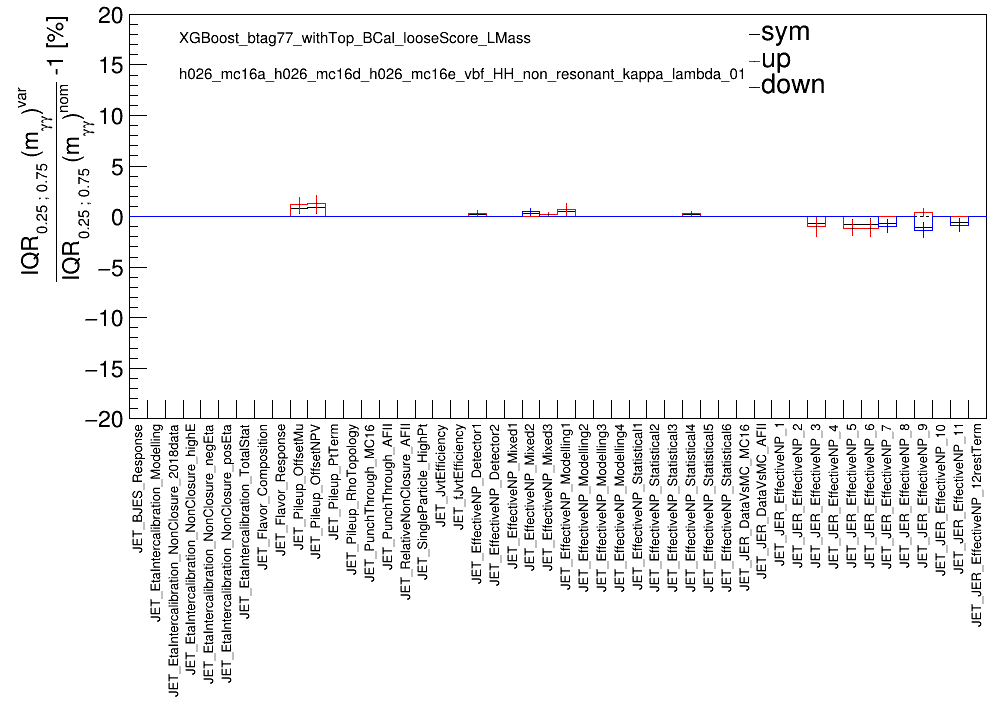 IQR0.25 ; 0.75 (mγγ)var
IQR0.25 ; 0.75 (mγγ)nom -1 [%]
XGBoost_btag77_withTop_BCal_looseScore_LMass
h026_mc16a_h026_mc16d_h026_mc16e_vbf_HH_non_resonant_kappa_lambda_01
sym
up
down
20
15
10
5
0
−5
−10
−15
−20
JET_BJES_Response
JET_EtaIntercalibration_Modelling
JET_EtaIntercalibration_NonClosure_2018data
JET_EtaIntercalibration_NonClosure_highE
JET_EtaIntercalibration_NonClosure_negEta
JET_EtaIntercalibration_NonClosure_posEta
JET_EtaIntercalibration_TotalStat
JET_Flavor_Composition
JET_Flavor_Response
JET_Pileup_OffsetMu
JET_Pileup_OffsetNPV
JET_Pileup_PtTerm
JET_Pileup_RhoTopology
JET_PunchThrough_MC16
JET_PunchThrough_AFII
JET_RelativeNonClosure_AFII
JET_SingleParticle_HighPt
JET_JvtEfficiency
JET_fJvtEfficiency
JET_EffectiveNP_Detector1
JET_EffectiveNP_Detector2
JET_EffectiveNP_Mixed1
JET_EffectiveNP_Mixed2
JET_EffectiveNP_Mixed3
JET_EffectiveNP_Modelling1
JET_EffectiveNP_Modelling2
JET_EffectiveNP_Modelling3
JET_EffectiveNP_Modelling4
JET_EffectiveNP_Statistical1
JET_EffectiveNP_Statistical2
JET_EffectiveNP_Statistical3
JET_EffectiveNP_Statistical4
JET_EffectiveNP_Statistical5
JET_EffectiveNP_Statistical6
JET_JER_DataVsMC_MC16
JET_JER_DataVsMC_AFII
JET_JER_EffectiveNP_1
JET_JER_EffectiveNP_2
JET_JER_EffectiveNP_3
JET_JER_EffectiveNP_4
JET_JER_EffectiveNP_5
JET_JER_EffectiveNP_6
JET_JER_EffectiveNP_7
JET_JER_EffectiveNP_8
JET_JER_EffectiveNP_9
JET_JER_EffectiveNP_10
JET_JER_EffectiveNP_11
JET_JER_EffectiveNP_12restTerm